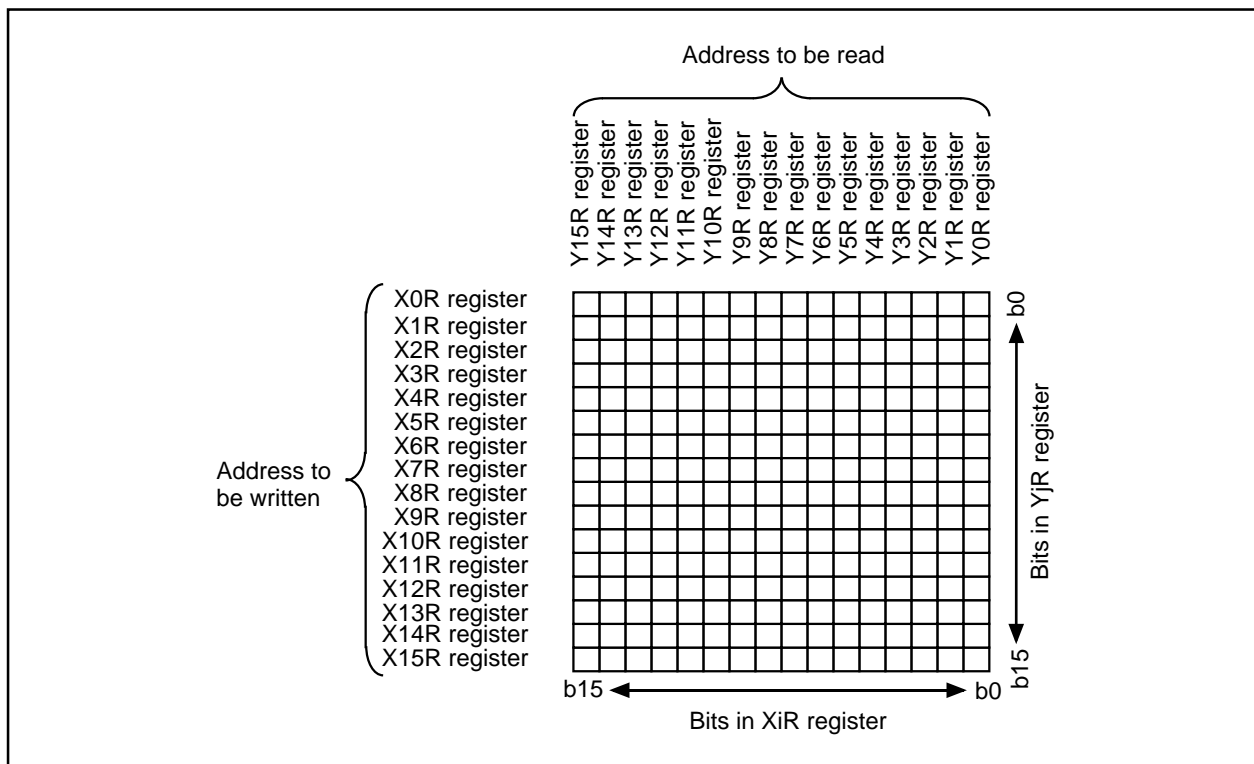 Address to be read
Y15R register
Y14R register
Y13R register
Y12R register
Y11R register
Y10R register
Y9R register
Y8R register
Y7R register
Y6R register
Y5R register
Y4R register
Y3R register
Y2R register
Y1R register
Y0R register
Address to
be written
X0R register
X1R register
X2R register
X3R register
X4R register
X5R register
X6R register
X7R register
X8R register
X9R register
X10R register
X11R register
X12R register
X13R register
X14R register
X15R register
b0
Bits in YjR register
b15
b15
b0
Bits in XiR register